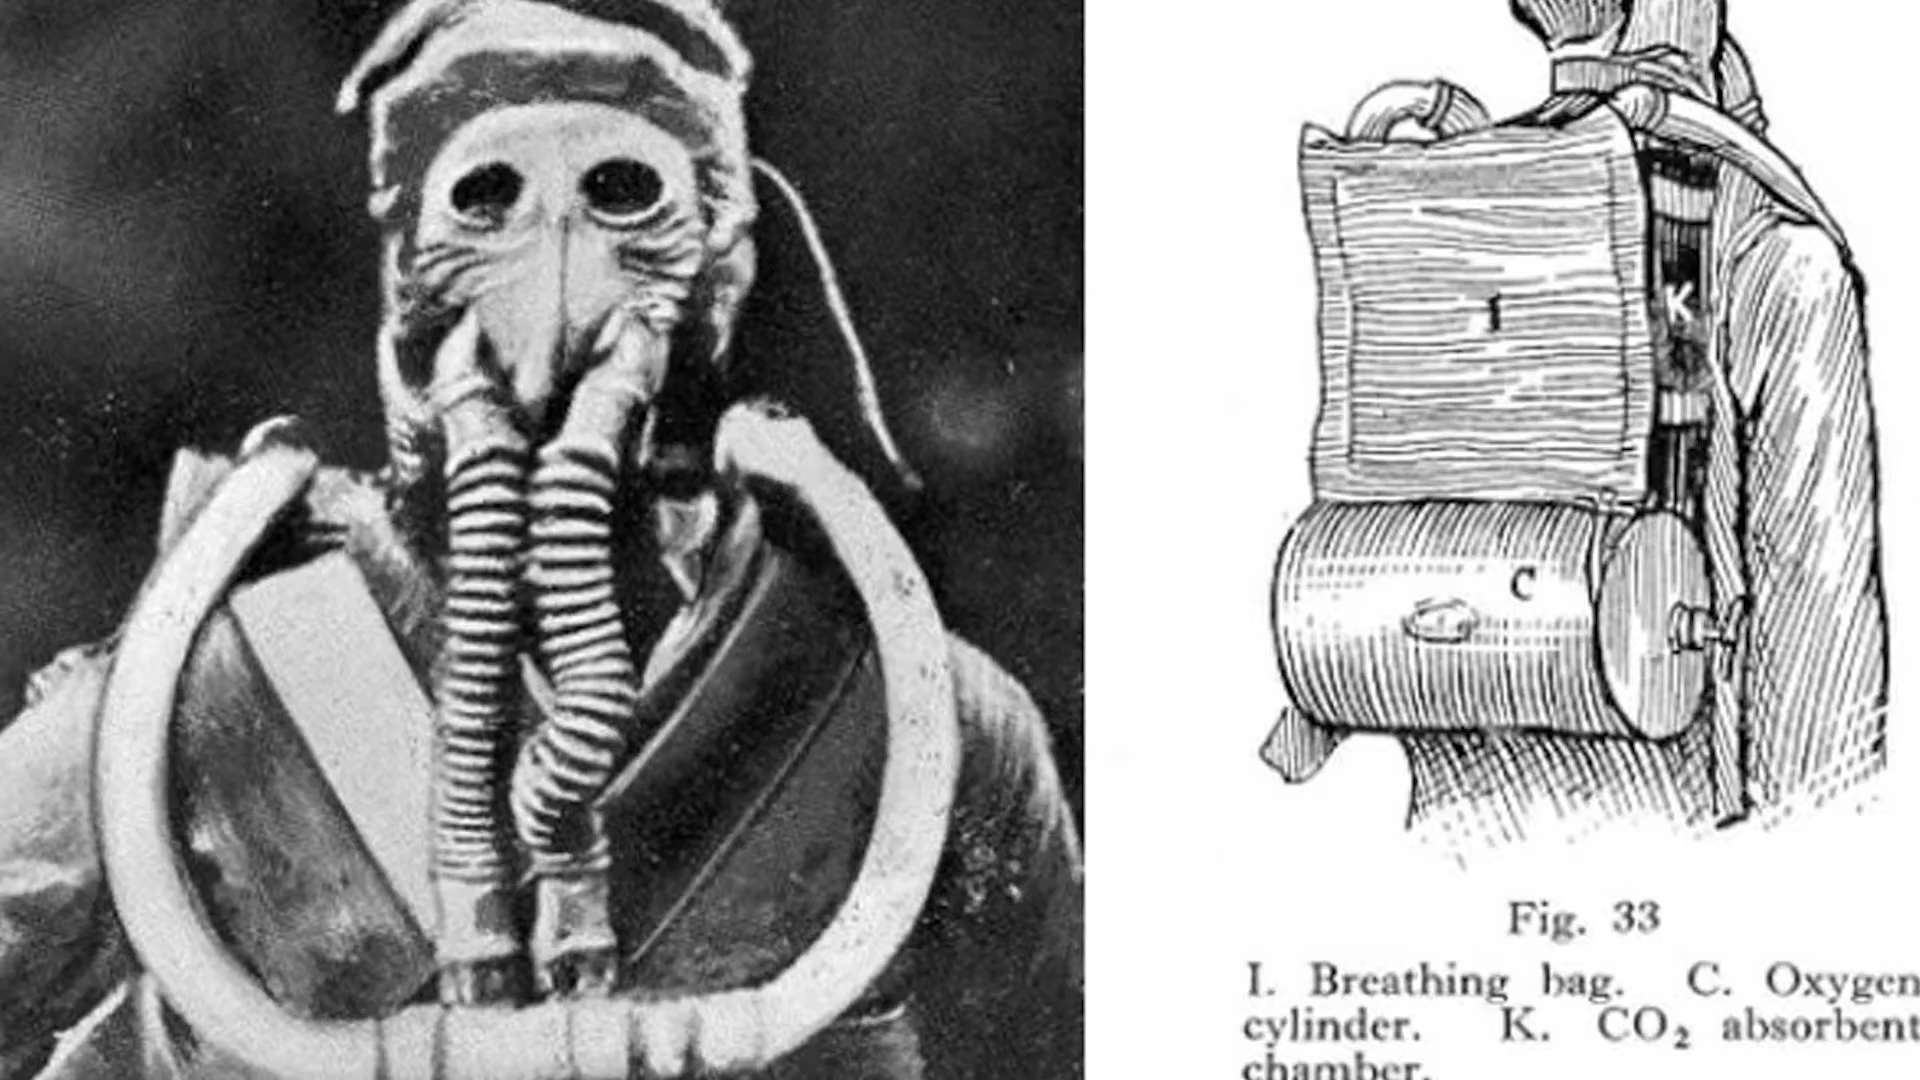 I
K
C
Fig. 33
I. Breathing bag. C. Oxygen
cylinder. K. CO₂ absorbent
chamber.